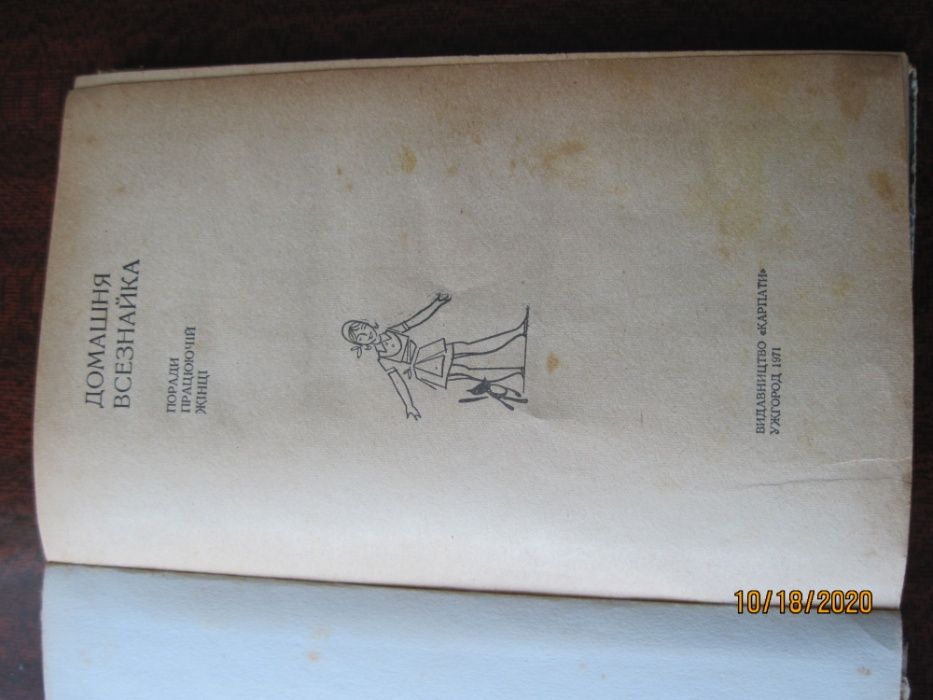 ДОМАШНЯ
ВСЕЗНАЙКА
ПОРАДИ
ПРАЦЮЮЧІЙ
ЖІНЦІ
ВИДАВНИЦТВО «КАРПАТИ»
УЖГОРОД 1971
10/18/2020